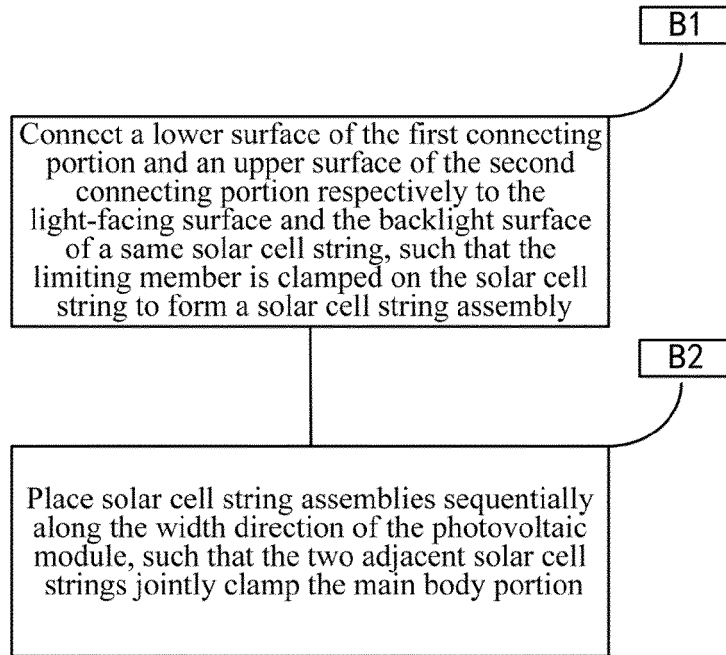 B1
Connect a lower surface of the first connecting
portion and an upper surface of the second
connecting portion respectively to the
light-facing surface and the backlight surface
of a same solar cell string, such that the
limiting member is clamped on the solar cell
string to form a solar cell string assembly
B2
Place solar cell string assemblies sequentially
along the width direction of the photovoltaic
module, such that the two adjacent solar cell
strings jointly clamp the main body portion